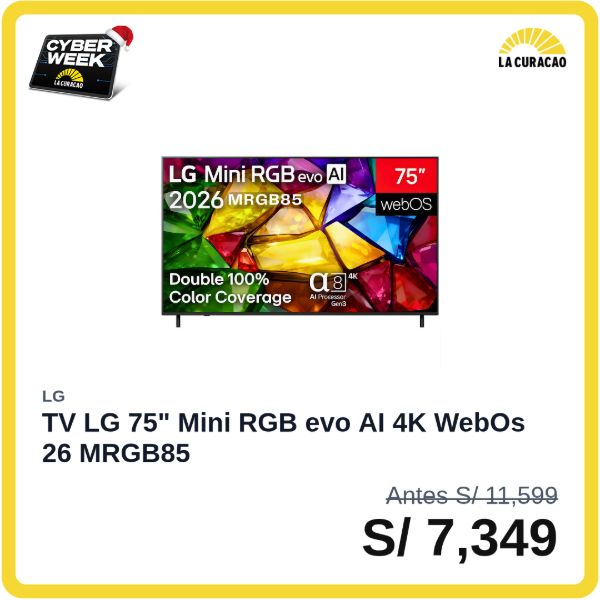 CYBER
WEEK
LA CURACAO
LA CURACAO
LG Mini RGB evo AI
75"
2026 MRGB85
webOS
Double 100%
Color Coverage
α8 4K
AI Processor
Gen3
LG
TV LG 75" Mini RGB evo AI 4K WebOs
26 MRGB85
Antes S/ 11,599
S/ 7,349